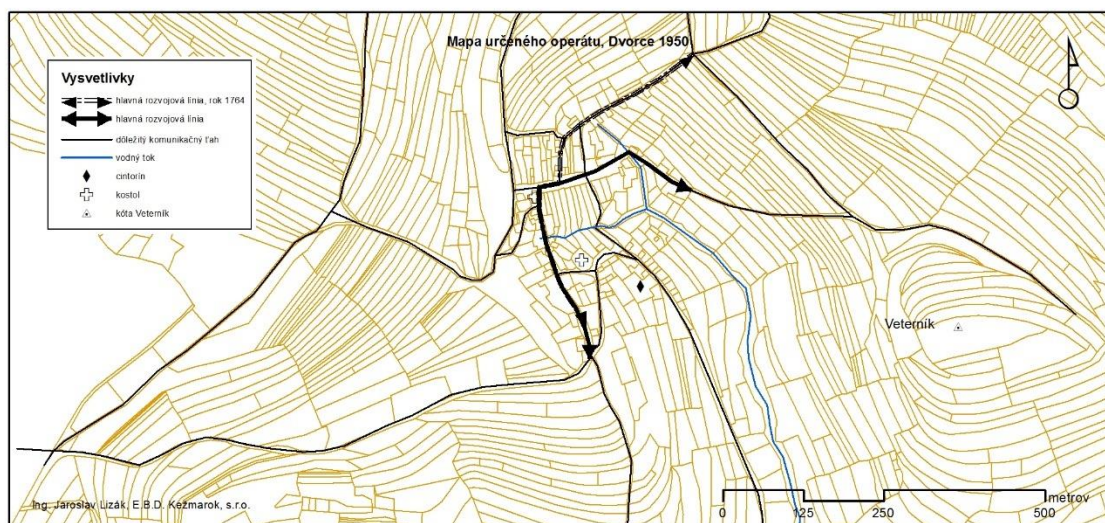 Mapa určeného operátu, Dvorce 1950
Vysvetlivky
hlavná rozvojová línia, rok 1764
hlavná rozvojová línia
dôležitý komunikačný ťah
vodný tok
cintorín
kostol
kóta Veterník
Veterník
Ing. Jaroslav Lizák, E.B.D. Kežmarok, s.r.o.
metrov
0 125 250 500